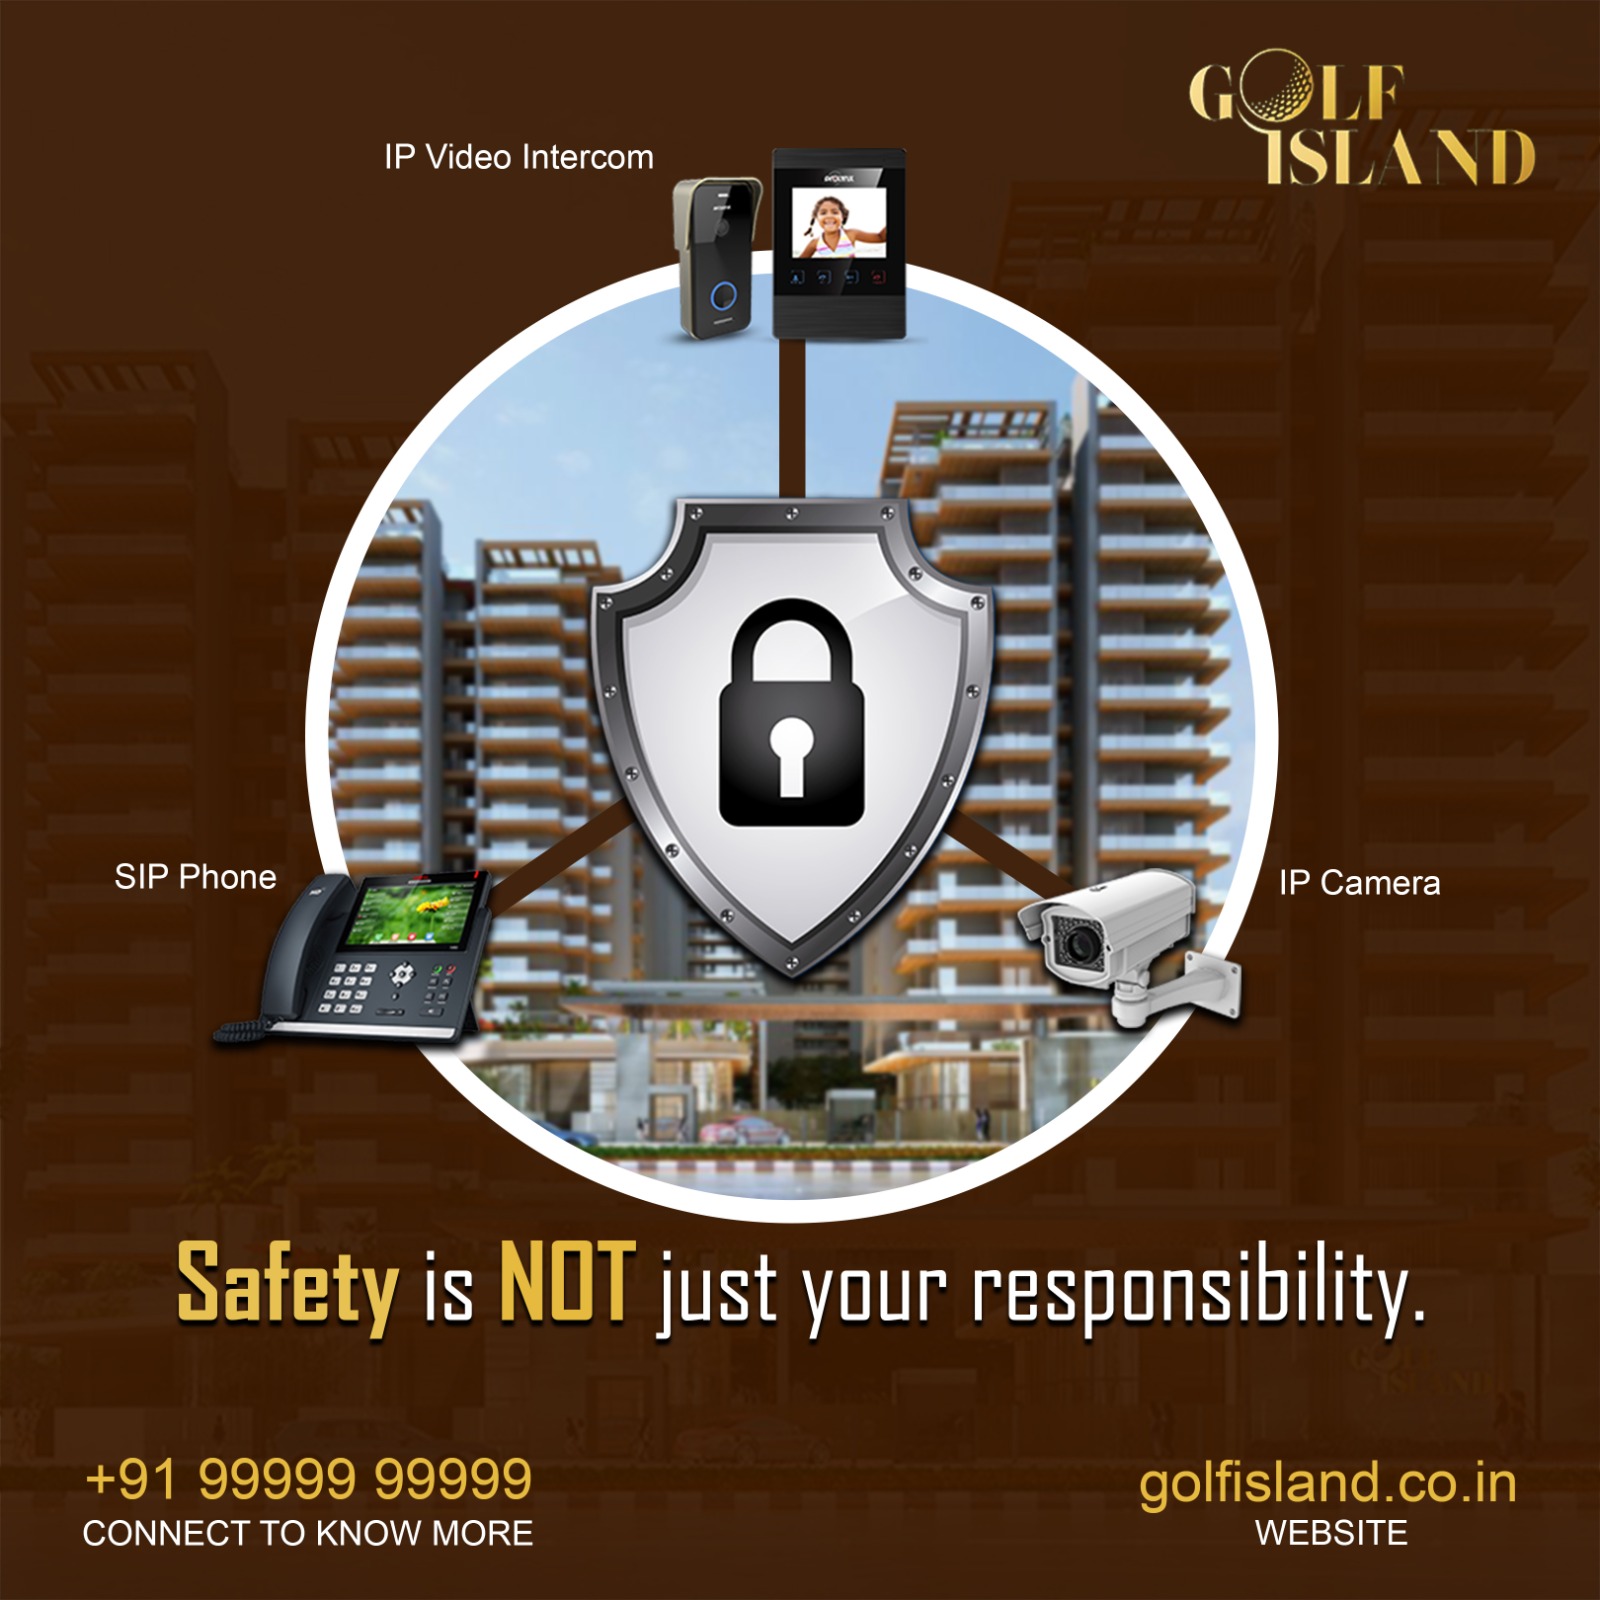 GOLF
ISLAND
IP Video Intercom
SIP Phone
IP Camera
Safety is NOT just your responsibility.
+91 99999 99999
CONNECT TO KNOW MORE
golfisland.co.in
WEBSITE